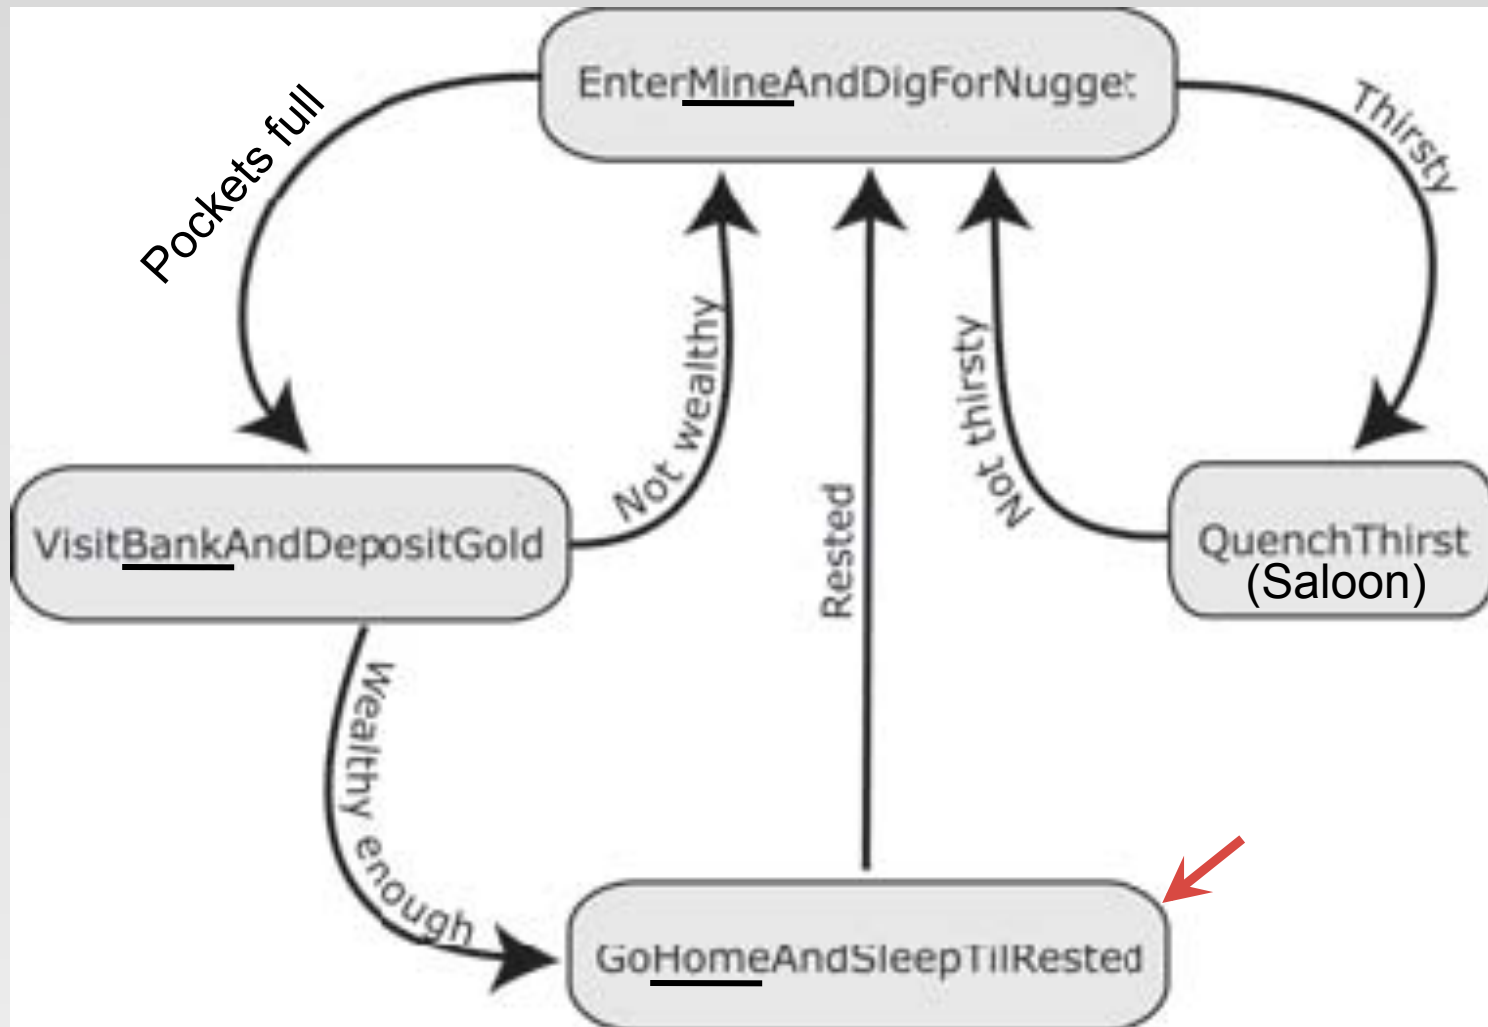 EnterMineAndDigForNugget
Pockets full
Thirsty
Not wealthy
Not thirsty
Rested
VisitBankAndDepositGold
QuenchThirst
(Saloon)
Wealthy enough
GoHomeAndSleepTilRested